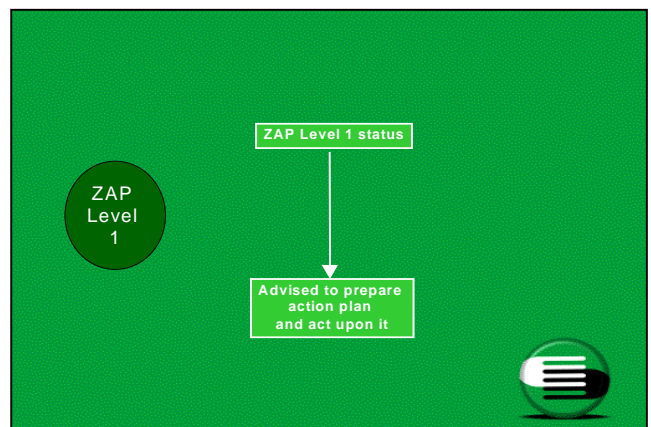 ZAP Level 1 status
ZAP
Level
1
Advised to prepare
action plan
and act upon it